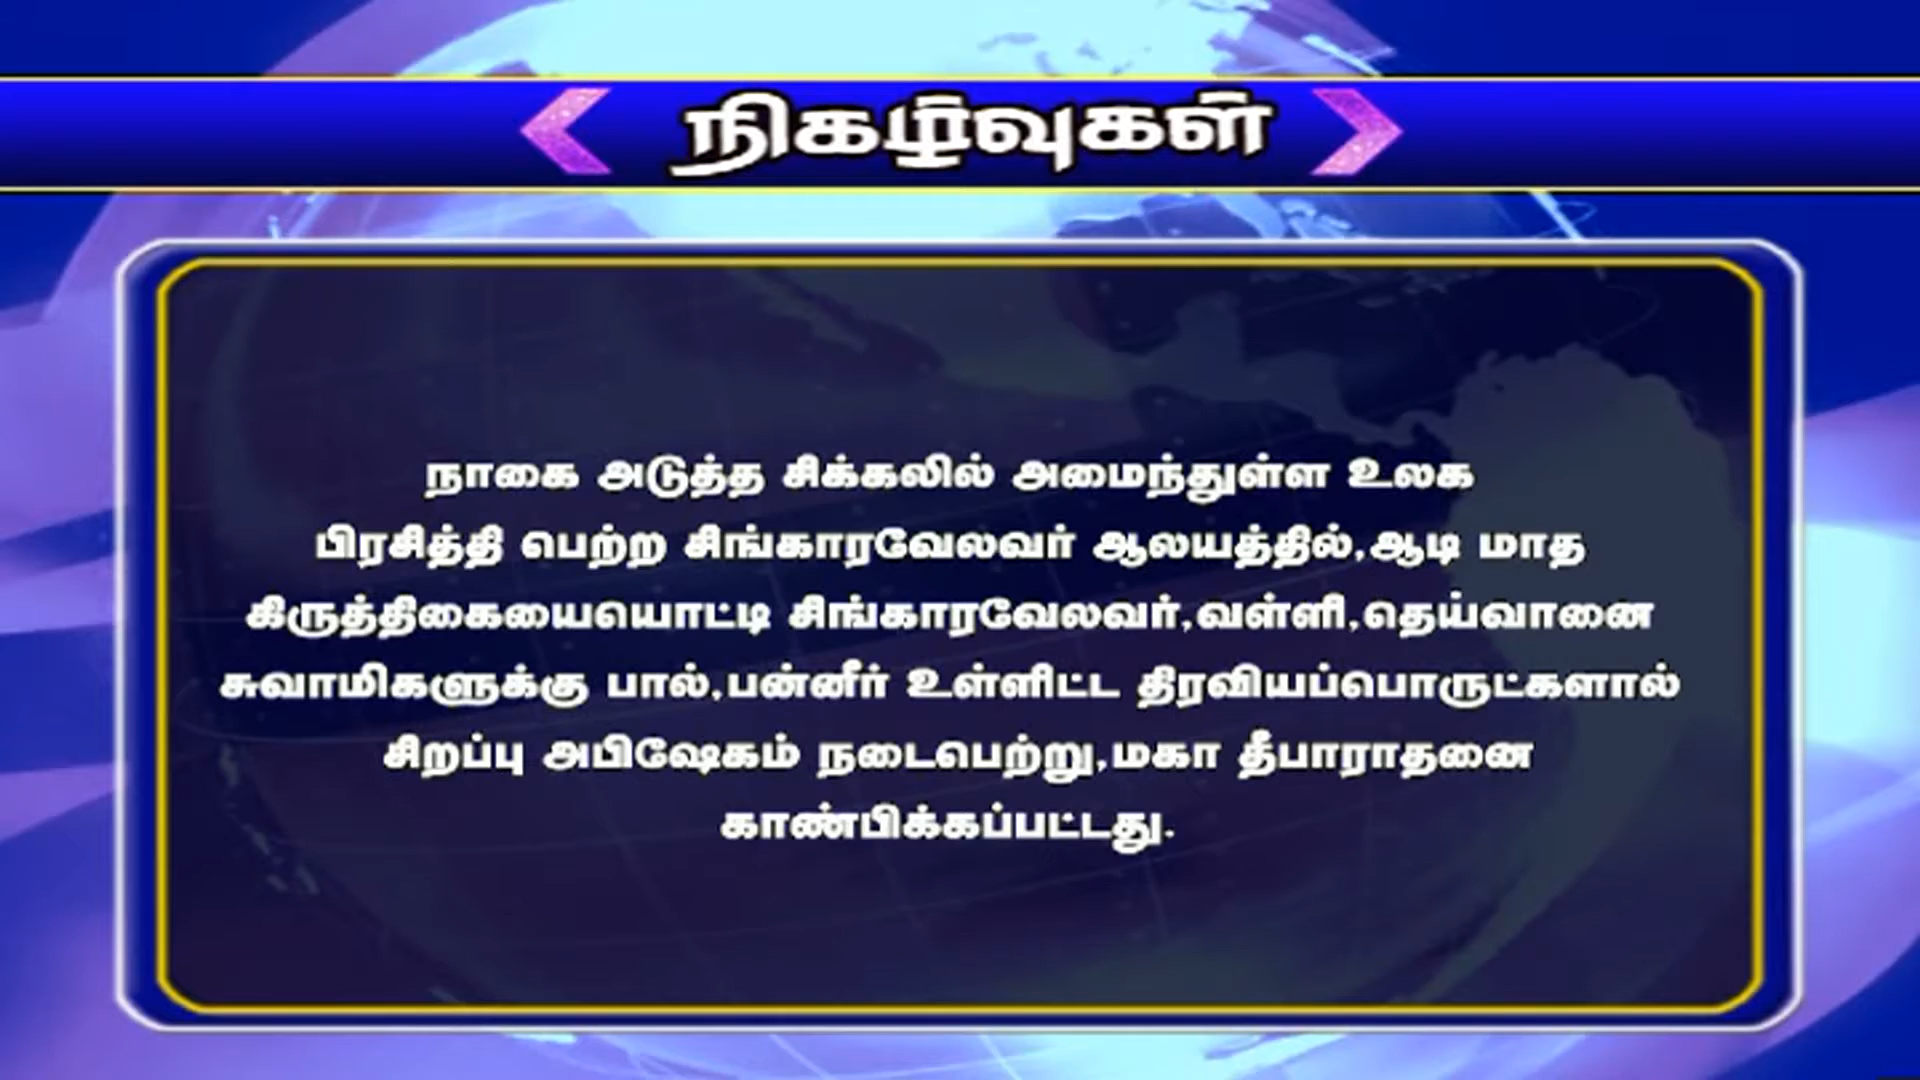 நிகழ்வுகள்
நாகை அடுத்த சிக்கலில் அமைந்துள்ள உலக
பிரசித்தி பெற்ற சிங்காரவேலவர் ஆலயத்தில்,ஆடி மாத
கிருத்திகையையொட்டி சிங்காரவேலவர்,வள்ளி,தெய்வானை
சுவாமிகளுக்கு பால்,பன்னீர் உள்ளிட்ட திரவியப்பொருட்களால்
சிறப்பு அபிஷேகம் நடைபெற்று,மகா தீபாராதனை
காண்பிக்கப்பட்டது.